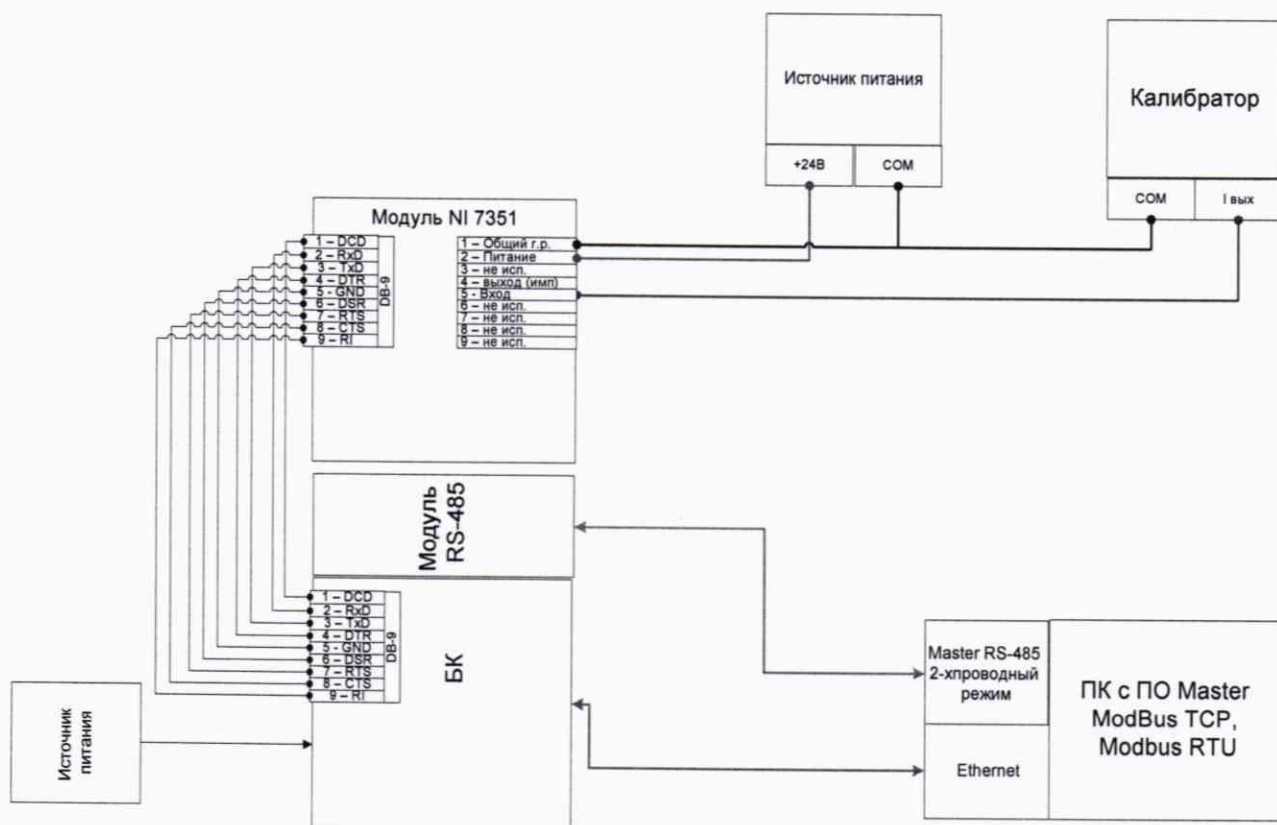 Источник питания
+24В
COM
Калибратор
COM
I вых
Модуль NI 7351
1 – DCD
2 – RxD
3 – TxD
4 – DTR
5 - GND
6 – DSR
7 – RTS
8 – CTS
9 – RI
DB-9
1 – Общий г.р.
2 – Питание
3 – не исп.
4 – выход (имп)
5 - Вход
6 – не исп.
7 – не исп.
8 – не исп.
9 – не исп.
Модуль
RS-485
1 – DCD
2 – RxD
3 – TxD
4 – DTR
5 - GND
6 – DSR
7 – RTS
8 – CTS
9 – RI
DB-9
БК
Источник
питания
Master RS-485
2-хпроводный
режим
Ethernet
ПК с ПО Master
ModBus TCP,
Modbus RTU